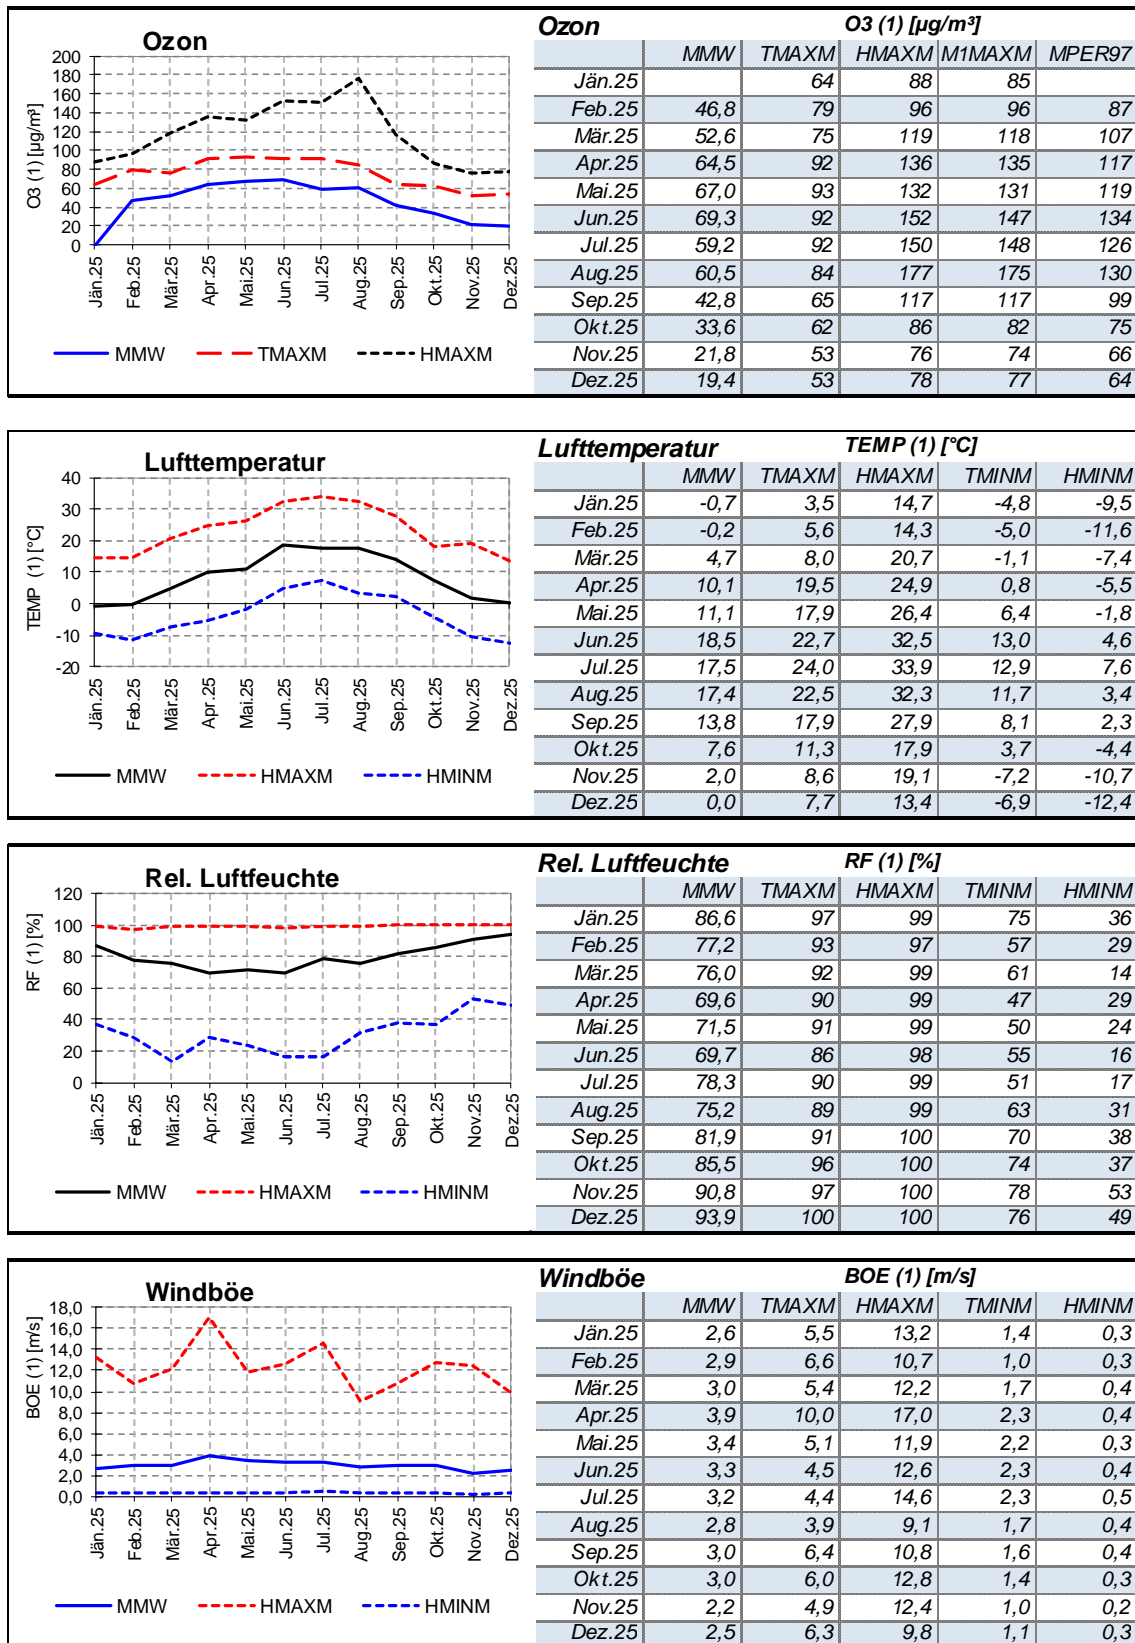 Ozon
O3 (1) [µg/m³]
200
180
160
140
120
100
80
60
40
20
0
Jän.25 Feb.25 Mär.25 Apr.25 Mai.25 Jun.25 Jul.25 Aug.25 Sep.25 Okt.25 Nov.25 Dez.25
MMW TMAXM HMAXM
Ozon O3 (1) [µg/m³]
MMW TMAXM HMAXM M1MAXM MPER97
Jän.25 64 88 85
Feb.25 46,8 79 96 96 87
Mär.25 52,6 75 119 118 107
Apr.25 64,5 92 136 135 117
Mai.25 67,0 93 132 131 119
Jun.25 69,3 92 152 147 134
Jul.25 59,2 92 150 148 126
Aug.25 60,5 84 177 175 130
Sep.25 42,8 65 117 117 99
Okt.25 33,6 62 86 82 75
Nov.25 21,8 53 76 74 66
Dez.25 19,4 53 78 77 64
Lufttemperatur
TEMP (1) [°C]
40
30
20
10
0
-10
-20
Jän.25 Feb.25 Mär.25 Apr.25 Mai.25 Jun.25 Jul.25 Aug.25 Sep.25 Okt.25 Nov.25 Dez.25
MMW HMAXM HMINM
Lufttemperatur TEMP (1) [°C]
MMW TMAXM HMAXM TMINM HMINM
Jän.25 -0,7 3,5 14,7 -4,8 -9,5
Feb.25 -0,2 5,6 14,3 -5,0 -11,6
Mär.25 4,7 8,0 20,7 -1,1 -7,4
Apr.25 10,1 19,5 24,9 0,8 -5,5
Mai.25 11,1 17,9 26,4 6,4 -1,8
Jun.25 18,5 22,7 32,5 13,0 4,6
Jul.25 17,5 24,0 33,9 12,9 7,6
Aug.25 17,4 22,5 32,3 11,7 3,4
Sep.25 13,8 17,9 27,9 8,1 2,3
Okt.25 7,6 11,3 17,9 3,7 -4,4
Nov.25 2,0 8,6 19,1 -7,2 -10,7
Dez.25 0,0 7,7 13,4 -6,9 -12,4
Rel. Luftfeuchte
RF (1) [%]
120
100
80
60
40
20
0
Jän.25 Feb.25 Mär.25 Apr.25 Mai.25 Jun.25 Jul.25 Aug.25 Sep.25 Okt.25 Nov.25 Dez.25
MMW HMAXM HMINM
Rel. Luftfeuchte RF (1) [%]
MMW TMAXM HMAXM TMINM HMINM
Jän.25 86,6 97 99 75 36
Feb.25 77,2 93 97 57 29
Mär.25 76,0 92 99 61 14
Apr.25 69,6 90 99 47 29
Mai.25 71,5 91 99 50 24
Jun.25 69,7 86 98 55 16
Jul.25 78,3 90 99 51 17
Aug.25 75,2 89 99 63 31
Sep.25 81,9 91 100 70 38
Okt.25 85,5 96 100 74 37
Nov.25 90,8 97 100 78 53
Dez.25 93,9 100 100 76 49
Windböe
BOE (1) [m/s]
18,0
16,0
14,0
12,0
10,0
8,0
6,0
4,0
2,0
0,0
Jän.25 Feb.25 Mär.25 Apr.25 Mai.25 Jun.25 Jul.25 Aug.25 Sep.25 Okt.25 Nov.25 Dez.25
MMW HMAXM HMINM
Windböe BOE (1) [m/s]
MMW TMAXM HMAXM TMINM HMINM
Jän.25 2,6 5,5 13,2 1,4 0,3
Feb.25 2,9 6,6 10,7 1,0 0,3
Mär.25 3,0 5,4 12,2 1,7 0,4
Apr.25 3,9 10,0 17,0 2,3 0,4
Mai.25 3,4 5,1 11,9 2,2 0,3
Jun.25 3,3 4,5 12,6 2,3 0,4
Jul.25 3,2 4,4 14,6 2,3 0,5
Aug.25 2,8 3,9 9,1 1,7 0,4
Sep.25 3,0 6,4 10,8 1,6 0,4
Okt.25 3,0 6,0 12,8 1,4 0,3
Nov.25 2,2 4,9 12,4 1,0 0,2
Dez.25 2,5 6,3 9,8 1,1 0,3